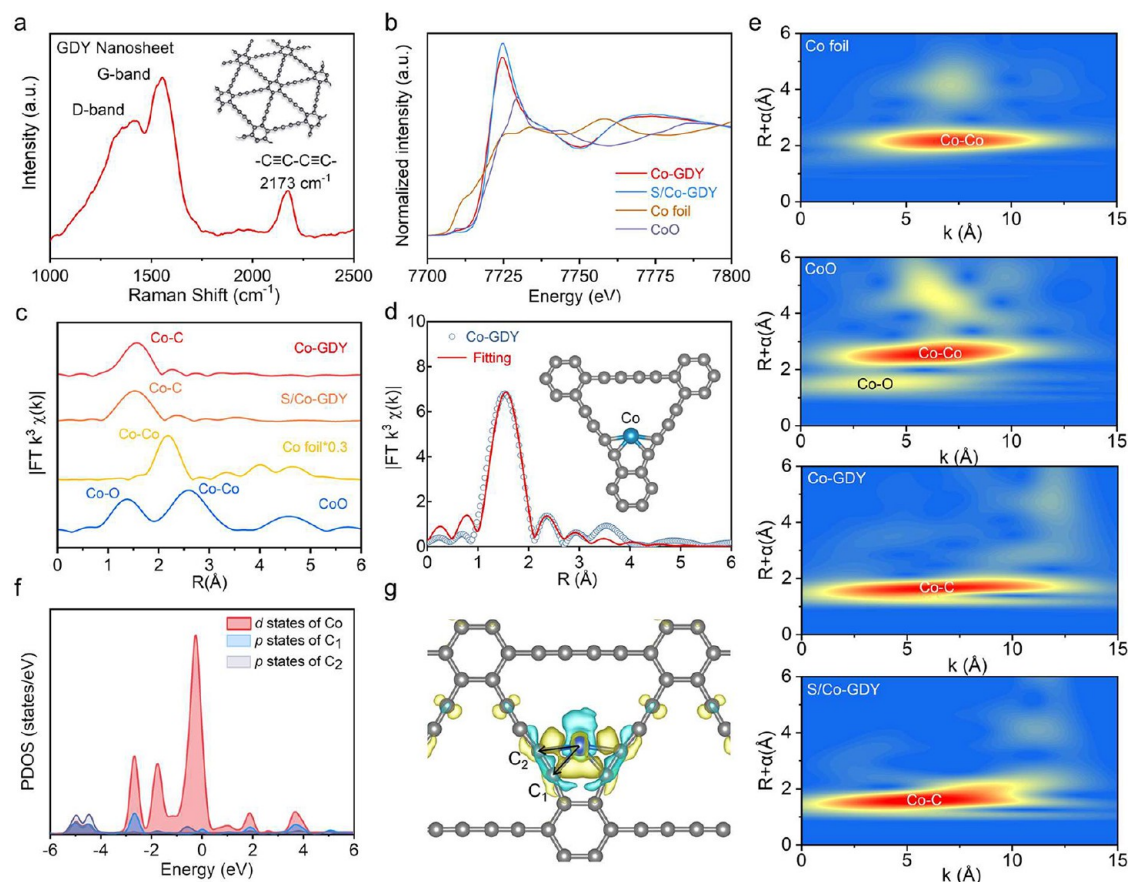 a
GDY Nanosheet
G-band
D-band
-C≡C-C≡C-
2173 cm⁻¹
Intensity (a.u.)
1000 1500 2000 2500
Raman Shift (cm⁻¹)
b
Normalized intensity (a.u.)
Co-GDY
S/Co-GDY
Co foil
CoO
7700 7725 7750 7775 7800
Energy (eV)
c
Co-C
Co-GDY
Co-C
S/Co-GDY
Co-Co
Co foil*0.3
Co-O
Co-Co
CoO
|FT k³ χ(k)|
0 1 2 3 4 5 6
R(Å)
d
10
8
6
4
2
0
|FT k³ χ(k)|
Co-GDY
Fitting
Co
0 1 2 3 4 5 6
R (Å)
e
Co foil
6
4
2
0
R+α(Å)
Co-Co
0 5 10 15
k (Å)
CoO
6
4
2
0
R+α(Å)
Co-Co
Co-O
0 5 10 15
k (Å)
Co-GDY
6
4
2
0
R+α(Å)
Co-C
0 5 10 15
k (Å)
S/Co-GDY
6
4
2
0
R+α(Å)
Co-C
0 5 10 15
k (Å)
f
d states of Co
p states of C₁
p states of C₂
PDOS (states/eV)
-6 -4 -2 0 2 4 6
Energy (eV)
g
C₂
C₁